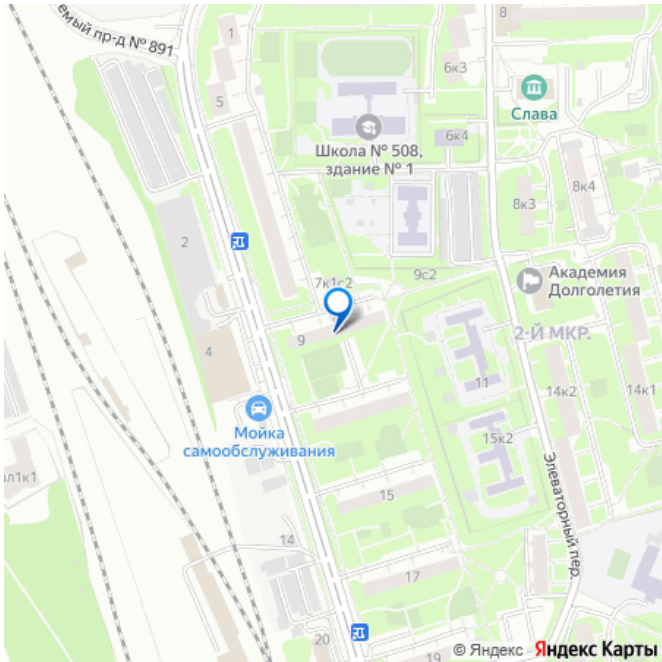 емый пр-д № 891
1
8
6к3
5
Слава
6к4
Школа № 508,
здание № 1
8к4
8к3
2
9с2
Академия
Долголетия
7к1с2
9
2-Й МКР.
4
11
14к2
14к1
Мойка
самообслуживания
15к2
вл1к1
15
Элеваторный пер.
14
17
20
19
© Яндекс Яндекс Карты